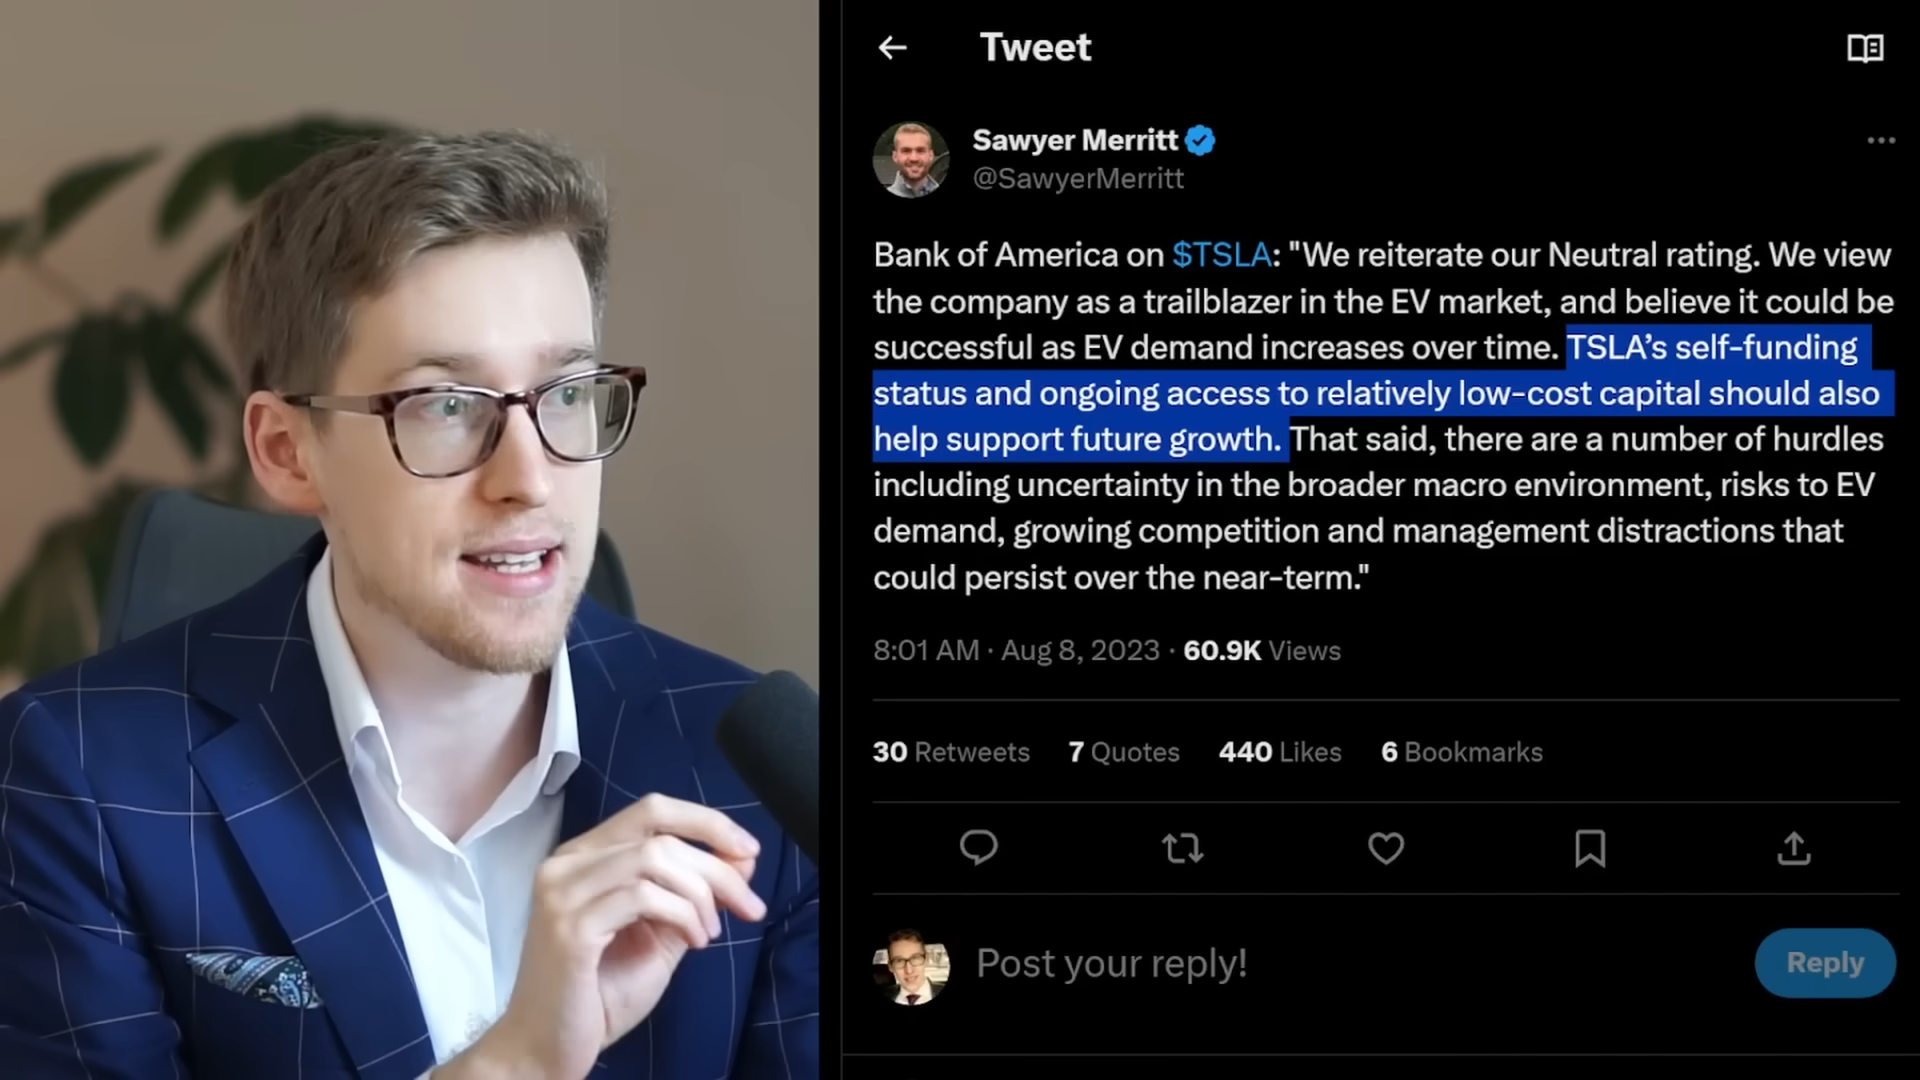 Tweet
Sawyer Merritt
@SawyerMerritt
Bank of America on $TSLA: "We reiterate our Neutral rating. We view
the company as a trailblazer in the EV market, and believe it could be
successful as EV demand increases over time. TSLA’s self-funding
status and ongoing access to relatively low-cost capital should also
help support future growth. That said, there are a number of hurdles
including uncertainty in the broader macro environment, risks to EV
demand, growing competition and management distractions that
could persist over the near-term."
8:01 AM · Aug 8, 2023 · 60.9K Views
30 Retweets 7 Quotes 440 Likes 6 Bookmarks
Post your reply! Reply